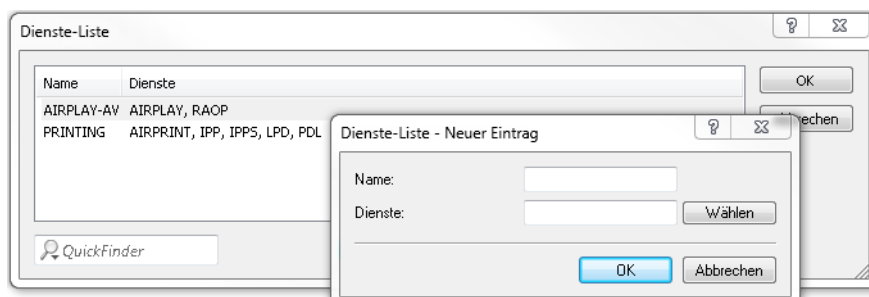 Dienste-Liste
Name Dienste
OK
AIRPLAY-AV AIRPLAY, RAOP
PRINTING AIRPRINT, IPP, IPPS, LPD, PDL
Dienste-Liste - Neuer Eintrag
Name:
Dienste: Wählen
QuickFinder
OK Abbrechen